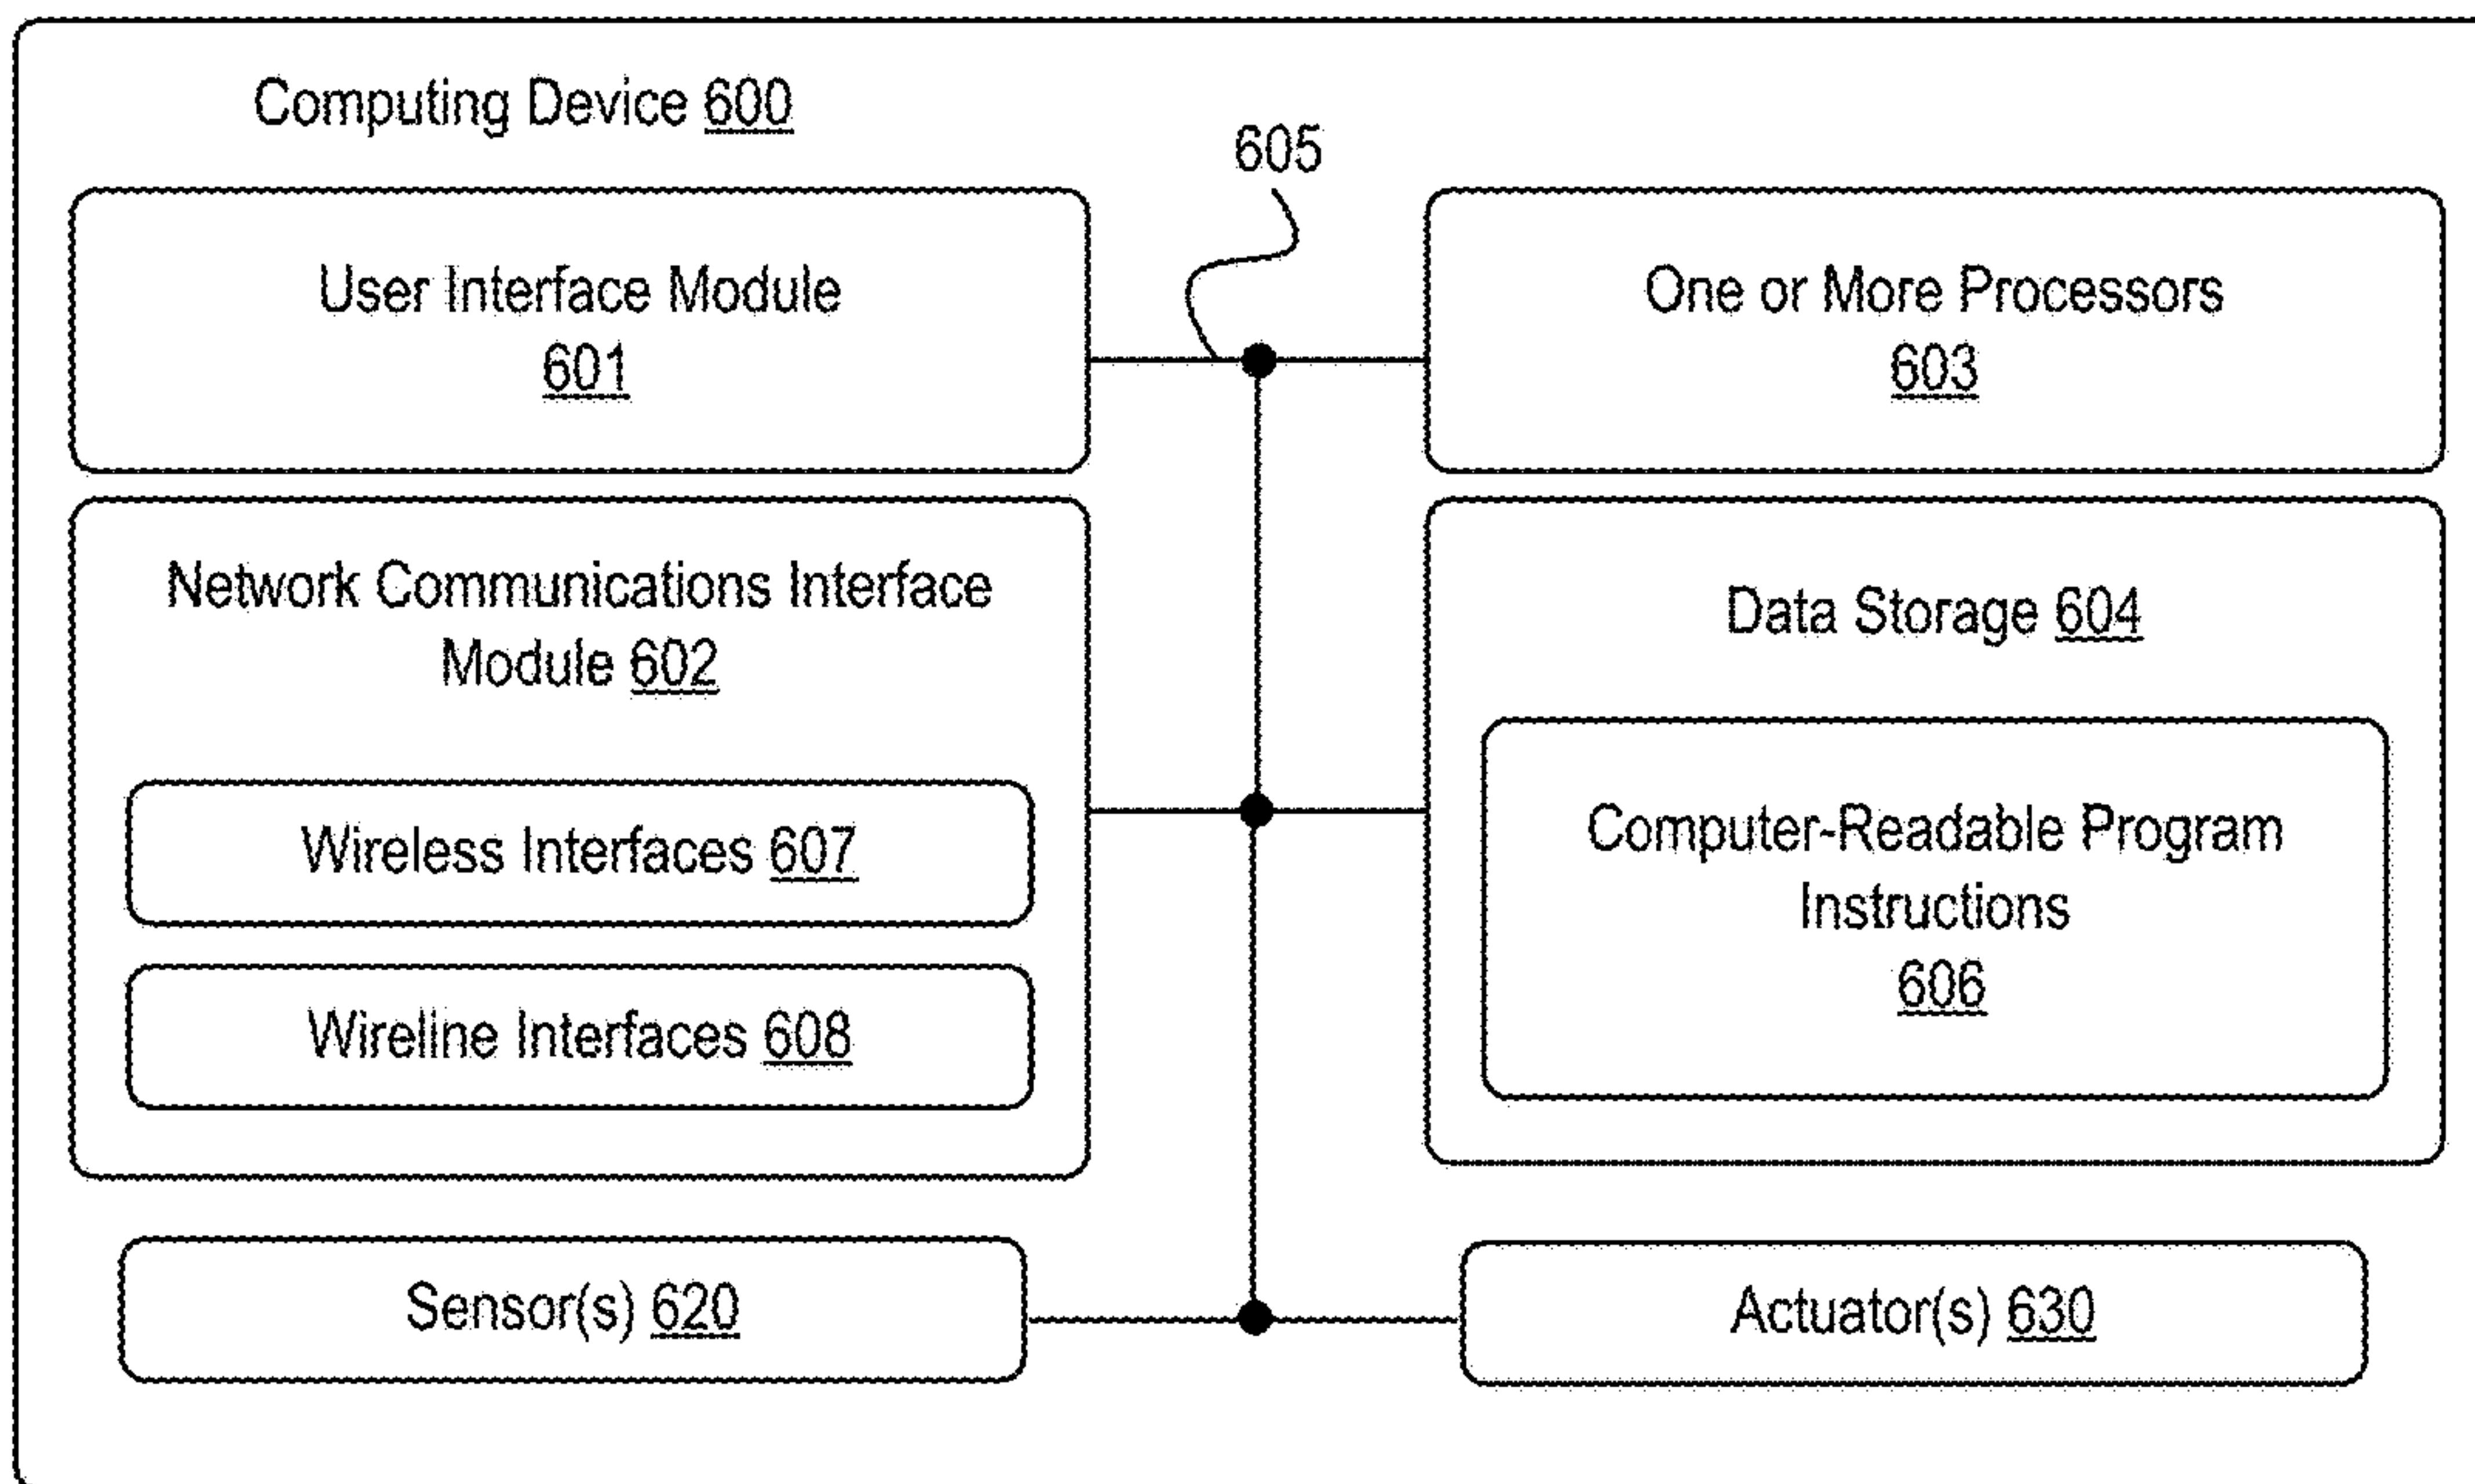 Computing Device 600
605
User Interface Module
601
One or More Processors
603
Network Communications Interface
Module 602
Wireless Interfaces 607
Wireline Interfaces 608
Data Storage 604
Computer-Readable Program
Instructions
606
Sensor(s) 620
Actuator(s) 630